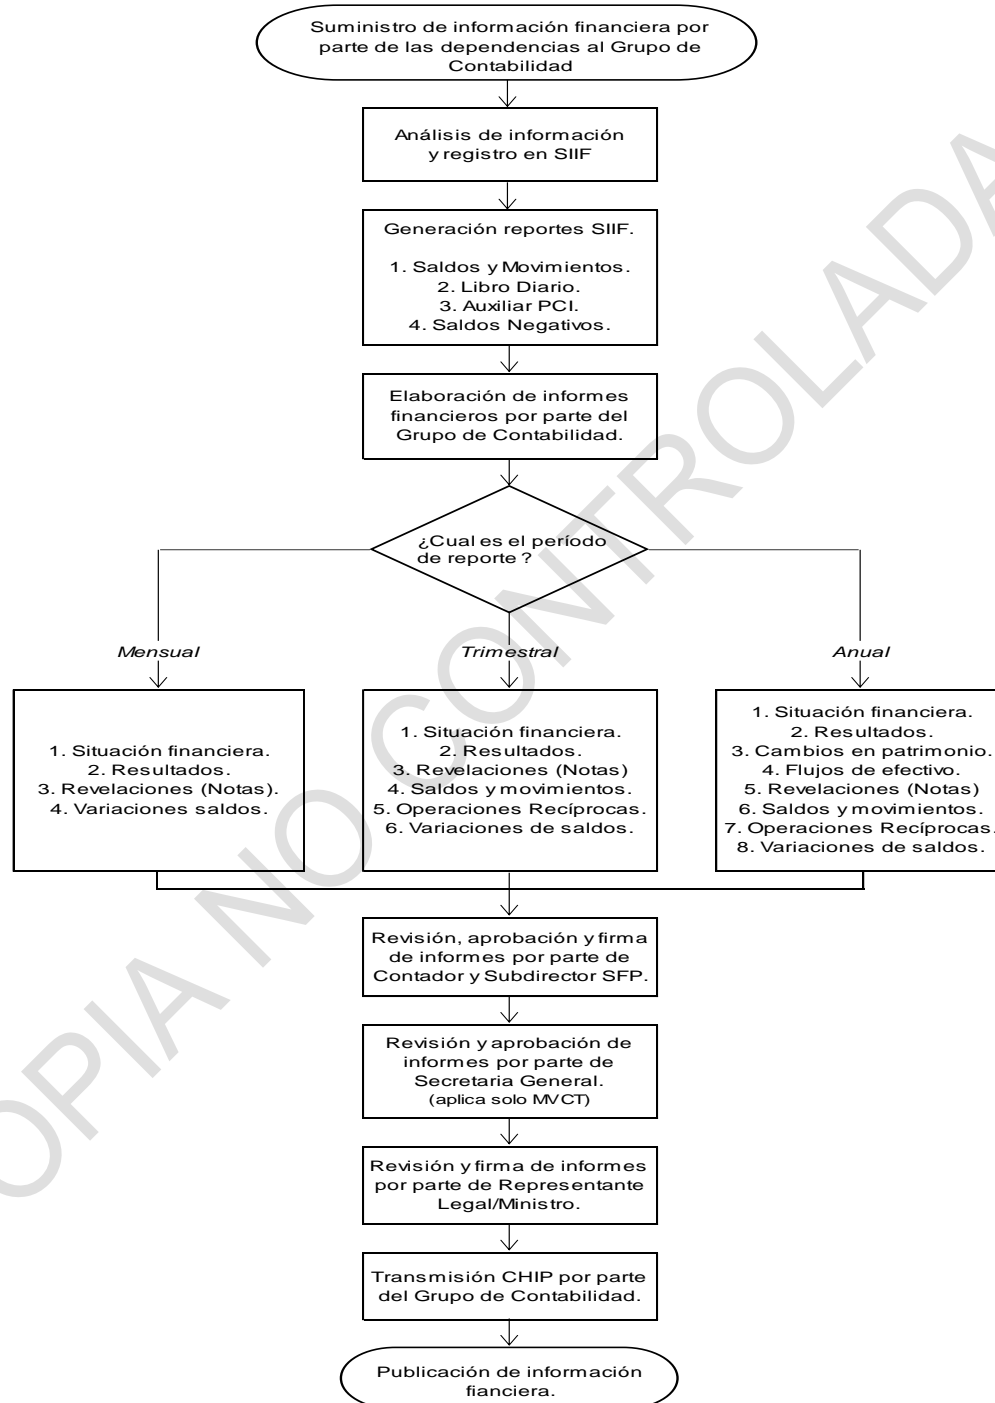 Suministro de información financiera por
parte de las dependencias al Grupo de
Contabilidad
Análisis de información
y registro en SIIF
Generación reportes SIIF.
1. Saldos y Movimientos.
2. Libro Diario.
3. Auxiliar PCI.
4. Saldos Negativos.
Elaboración de informes
financieros por parte del
Grupo de Contabilidad.
¿Cual es el período
de reporte?
Mensual
Trimestral
Anual
1. Situación financiera.
2. Resultados.
3. Revelaciones (Notas).
4. Variaciones saldos.
1. Situación financiera.
2. Resultados.
3. Revelaciones (Notas)
4. Saldos y movimientos.
5. Operaciones Recíprocas.
6. Variaciones de saldos.
1. Situación financiera.
2. Resultados.
3. Cambios en patrimonio.
4. Flujos de efectivo.
5. Revelaciones (Notas)
6. Saldos y movimientos.
7. Operaciones Recíprocas.
8. Variaciones de saldos.
Revisión, aprobación y firma
de informes por parte de
Contador y Subdirector SFP.
Revisión y aprobación de
informes por parte de
Secretaria General.
(aplica solo MVCT)
Revisión y firma de informes
por parte de Representante
Legal/Ministro.
Transmisión CHIP por parte
del Grupo de Contabilidad.
Publicación de información
fianciera.
OPIA NO CONTROLADA